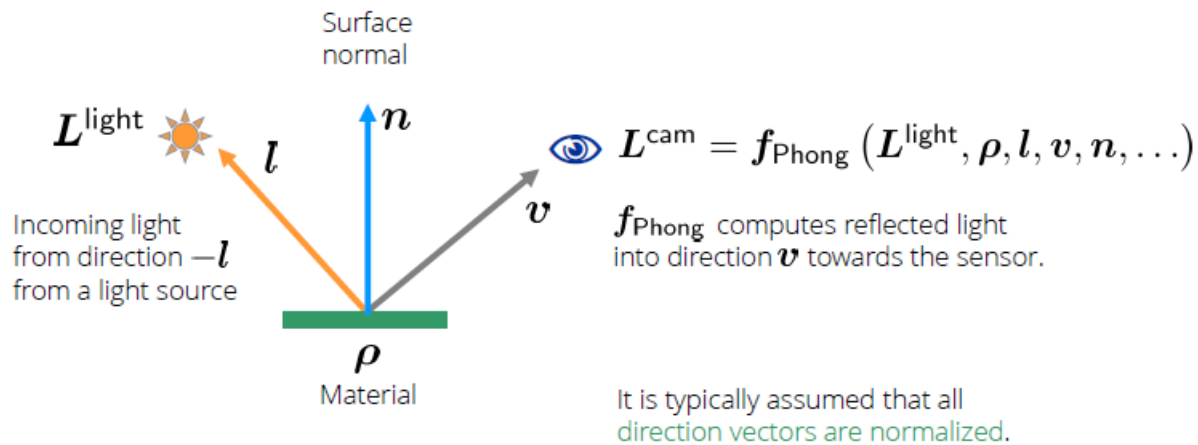 Surface
normal
L^light
n
l
v
L^cam = f_Phong (L^light, ρ, l, v, n, …)
Incoming light
from direction −l
from a light source
f_Phong computes reflected light
into direction v towards the sensor.
ρ
Material
It is typically assumed that all
direction vectors are normalized.